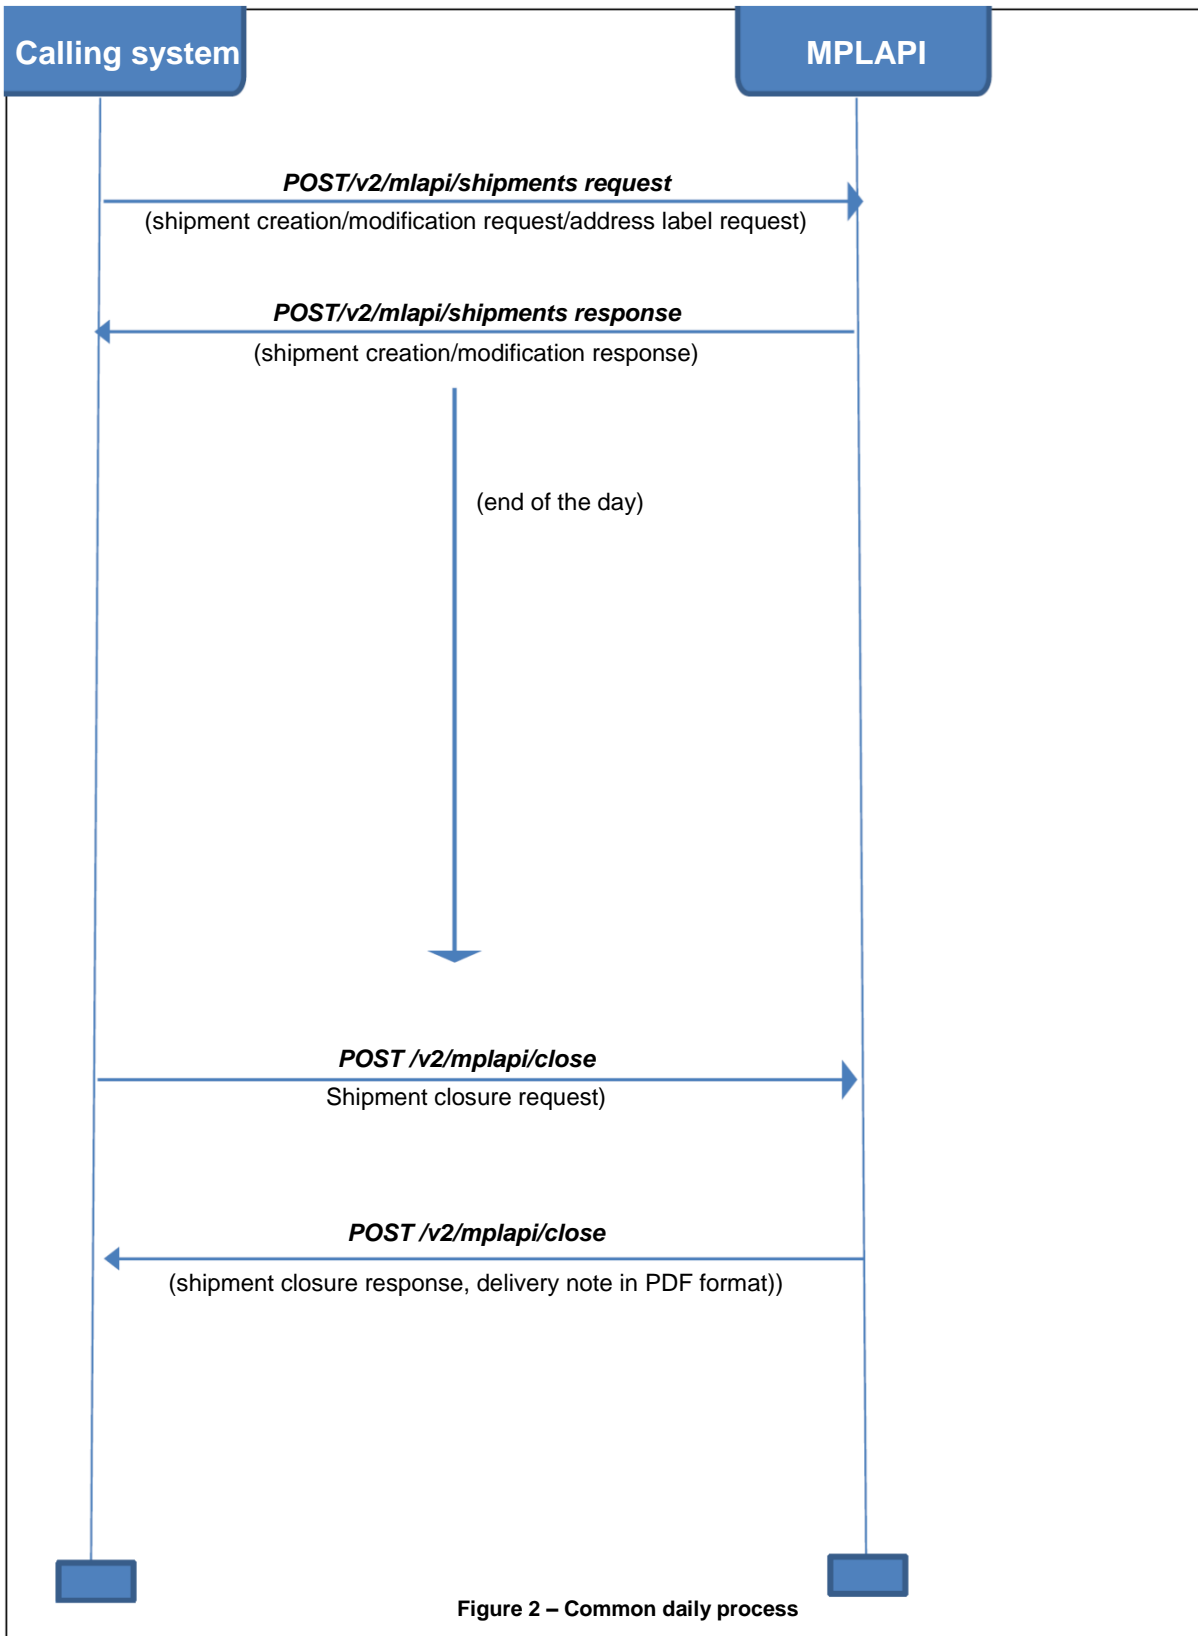 Calling system
MPLAPI
POST/v2/mlapi/shipments request
(shipment creation/modification request/address label request)
POST/v2/mlapi/shipments response
(shipment creation/modification response)
(end of the day)
POST /v2/mplapi/close
Shipment closure request)
POST /v2/mplapi/close
(shipment closure response, delivery note in PDF format))
Figure 2 – Common daily process